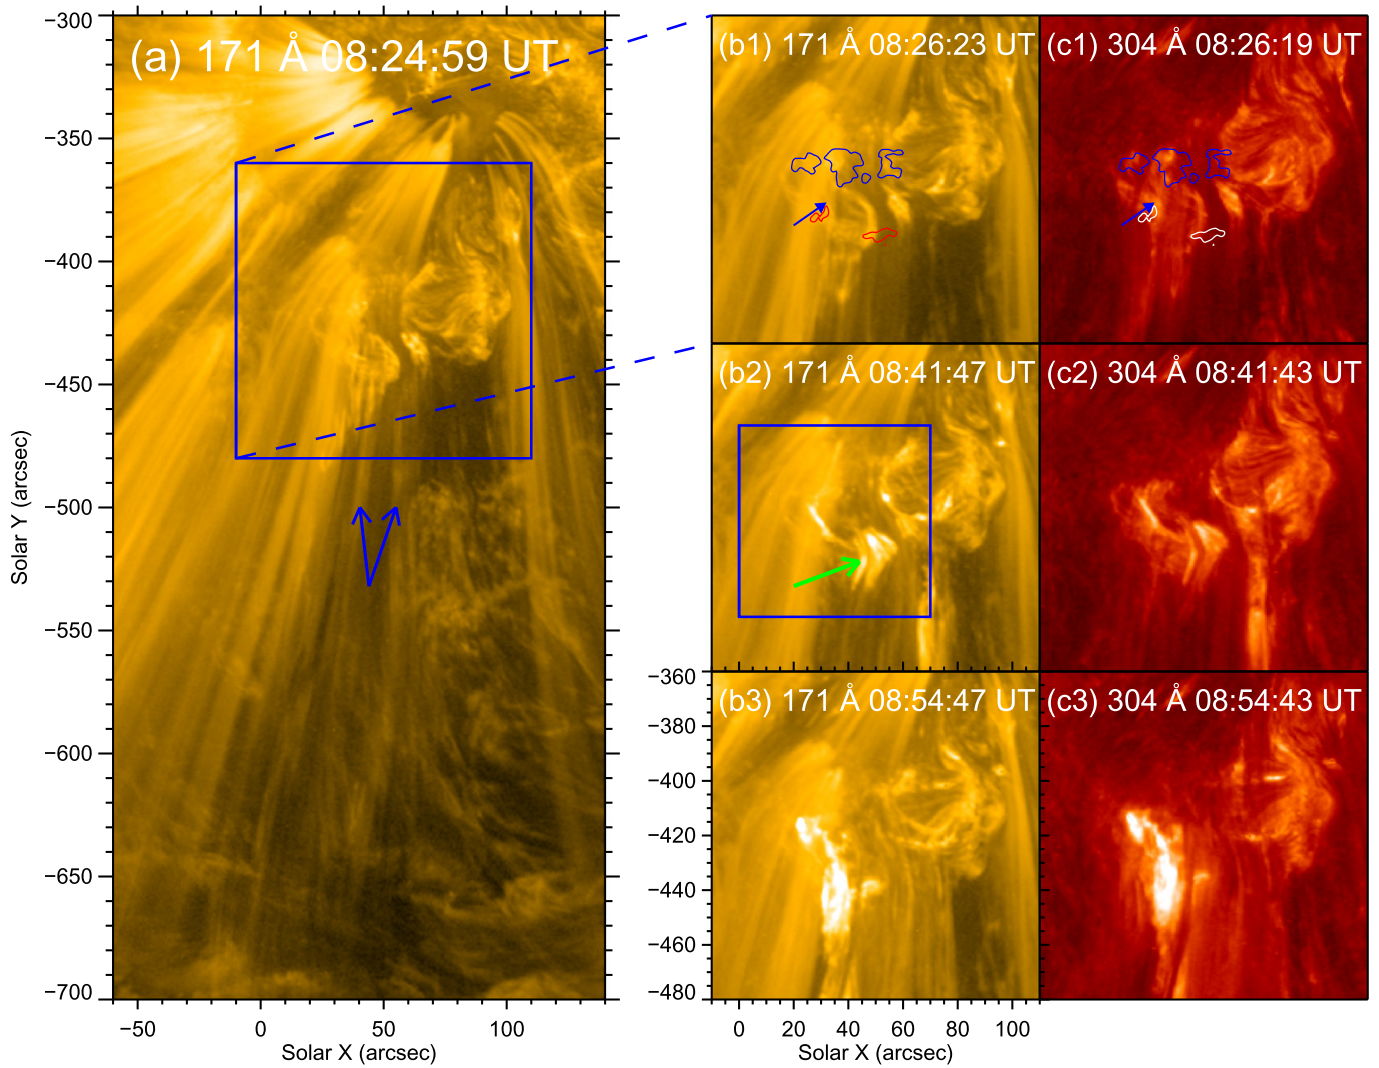 (a) 171 Å 08:24:59 UT
−300
−350
−400
−450
−500
−550
−600
−650
−700
Solar Y (arcsec)
−50 0 50 100
Solar X (arcsec)
(b1) 171 Å 08:26:23 UT
(c1) 304 Å 08:26:19 UT
(b2) 171 Å 08:41:47 UT
(c2) 304 Å 08:41:43 UT
(b3) 171 Å 08:54:47 UT
(c3) 304 Å 08:54:43 UT
−360
−380
−400
−420
−440
−460
−480
0 20 40 60 80 100
Solar X (arcsec)